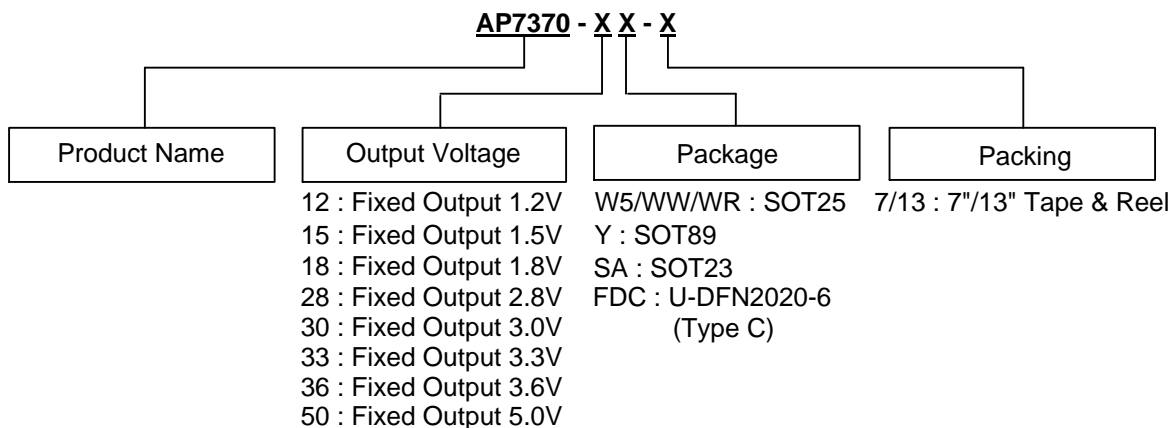 AP7370 - X X - X
Product Name
Output Voltage
Package
Packing
12 : Fixed Output 1.2V
15 : Fixed Output 1.5V
18 : Fixed Output 1.8V
28 : Fixed Output 2.8V
30 : Fixed Output 3.0V
33 : Fixed Output 3.3V
36 : Fixed Output 3.6V
50 : Fixed Output 5.0V
W5/WW/WR : SOT25
Y : SOT89
SA : SOT23
FDC : U-DFN2020-6
(Type C)
7/13 : 7"/13" Tape & Reel